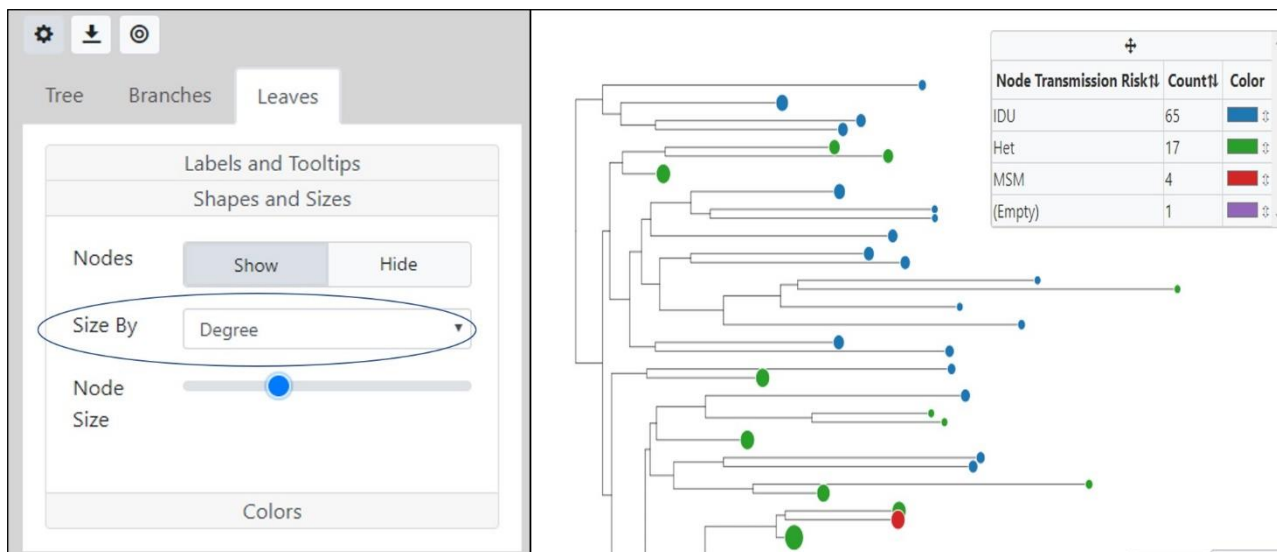 Tree Branches Leaves
Labels and Tooltips
Shapes and Sizes
Nodes Show Hide
Size By Degree
Node
Size
Colors
Node Transmission Risk⇅ Count⇅ Color
IDU 65
Het 17
MSM 4
(Empty) 1